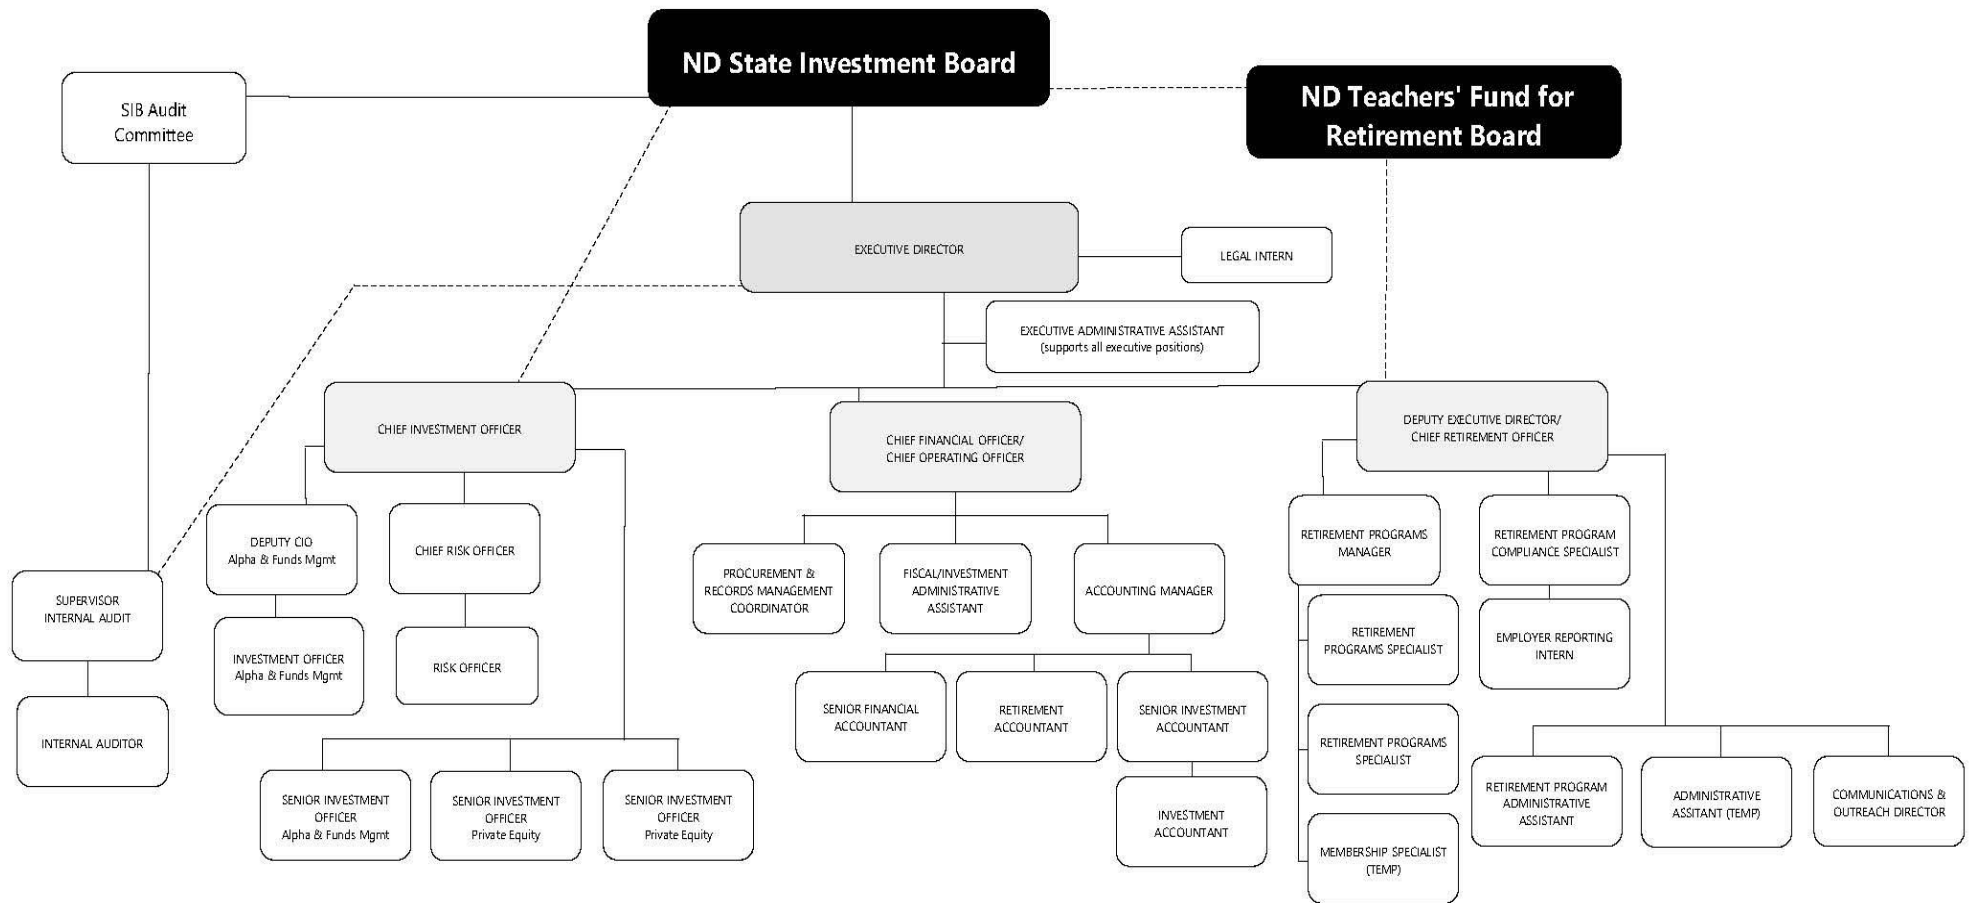 ND State Investment Board
SIB Audit
Committee
ND Teachers' Fund for
Retirement Board
EXECUTIVE DIRECTOR
LEGAL INTERN
EXECUTIVE ADMINISTRATIVE ASSISTANT
(supports all executive positions)
CHIEF INVESTMENT OFFICER
CHIEF FINANCIAL OFFICER/
CHIEF OPERATING OFFICER
DEPUTY EXECUTIVE DIRECTOR/
CHIEF RETIREMENT OFFICER
DEPUTY CIO
Alpha & Funds Mgmt
CHIEF RISK OFFICER
PROCUREMENT &
RECORDS MANAGEMENT
COORDINATOR
FISCAL/INVESTMENT
ADMINISTRATIVE
ASSISTANT
ACCOUNTING MANAGER
RETIREMENT PROGRAMS
MANAGER
RETIREMENT PROGRAM
COMPLIANCE SPECIALIST
SUPERVISOR
INTERNAL AUDIT
INVESTMENT OFFICER
Alpha & Funds Mgmt
RISK OFFICER
RETIREMENT
PROGRAMS SPECIALIST
EMPLOYER REPORTING
INTERN
INTERNAL AUDITOR
SENIOR FINANCIAL
ACCOUNTANT
RETIREMENT
ACCOUNTANT
SENIOR INVESTMENT
ACCOUNTANT
RETIREMENT PROGRAMS
SPECIALIST
SENIOR INVESTMENT
OFFICER
Alpha & Funds Mgmt
SENIOR INVESTMENT
OFFICER
Private Equity
SENIOR INVESTMENT
OFFICER
Private Equity
INVESTMENT
ACCOUNTANT
MEMBERSHIP SPECIALIST
(TEMP)
RETIREMENT PROGRAM
ADMINISTRATIVE
ASSISTANT
ADMINISTRATIVE
ASSITANT (TEMP)
COMMUNICATIONS &
OUTREACH DIRECTOR